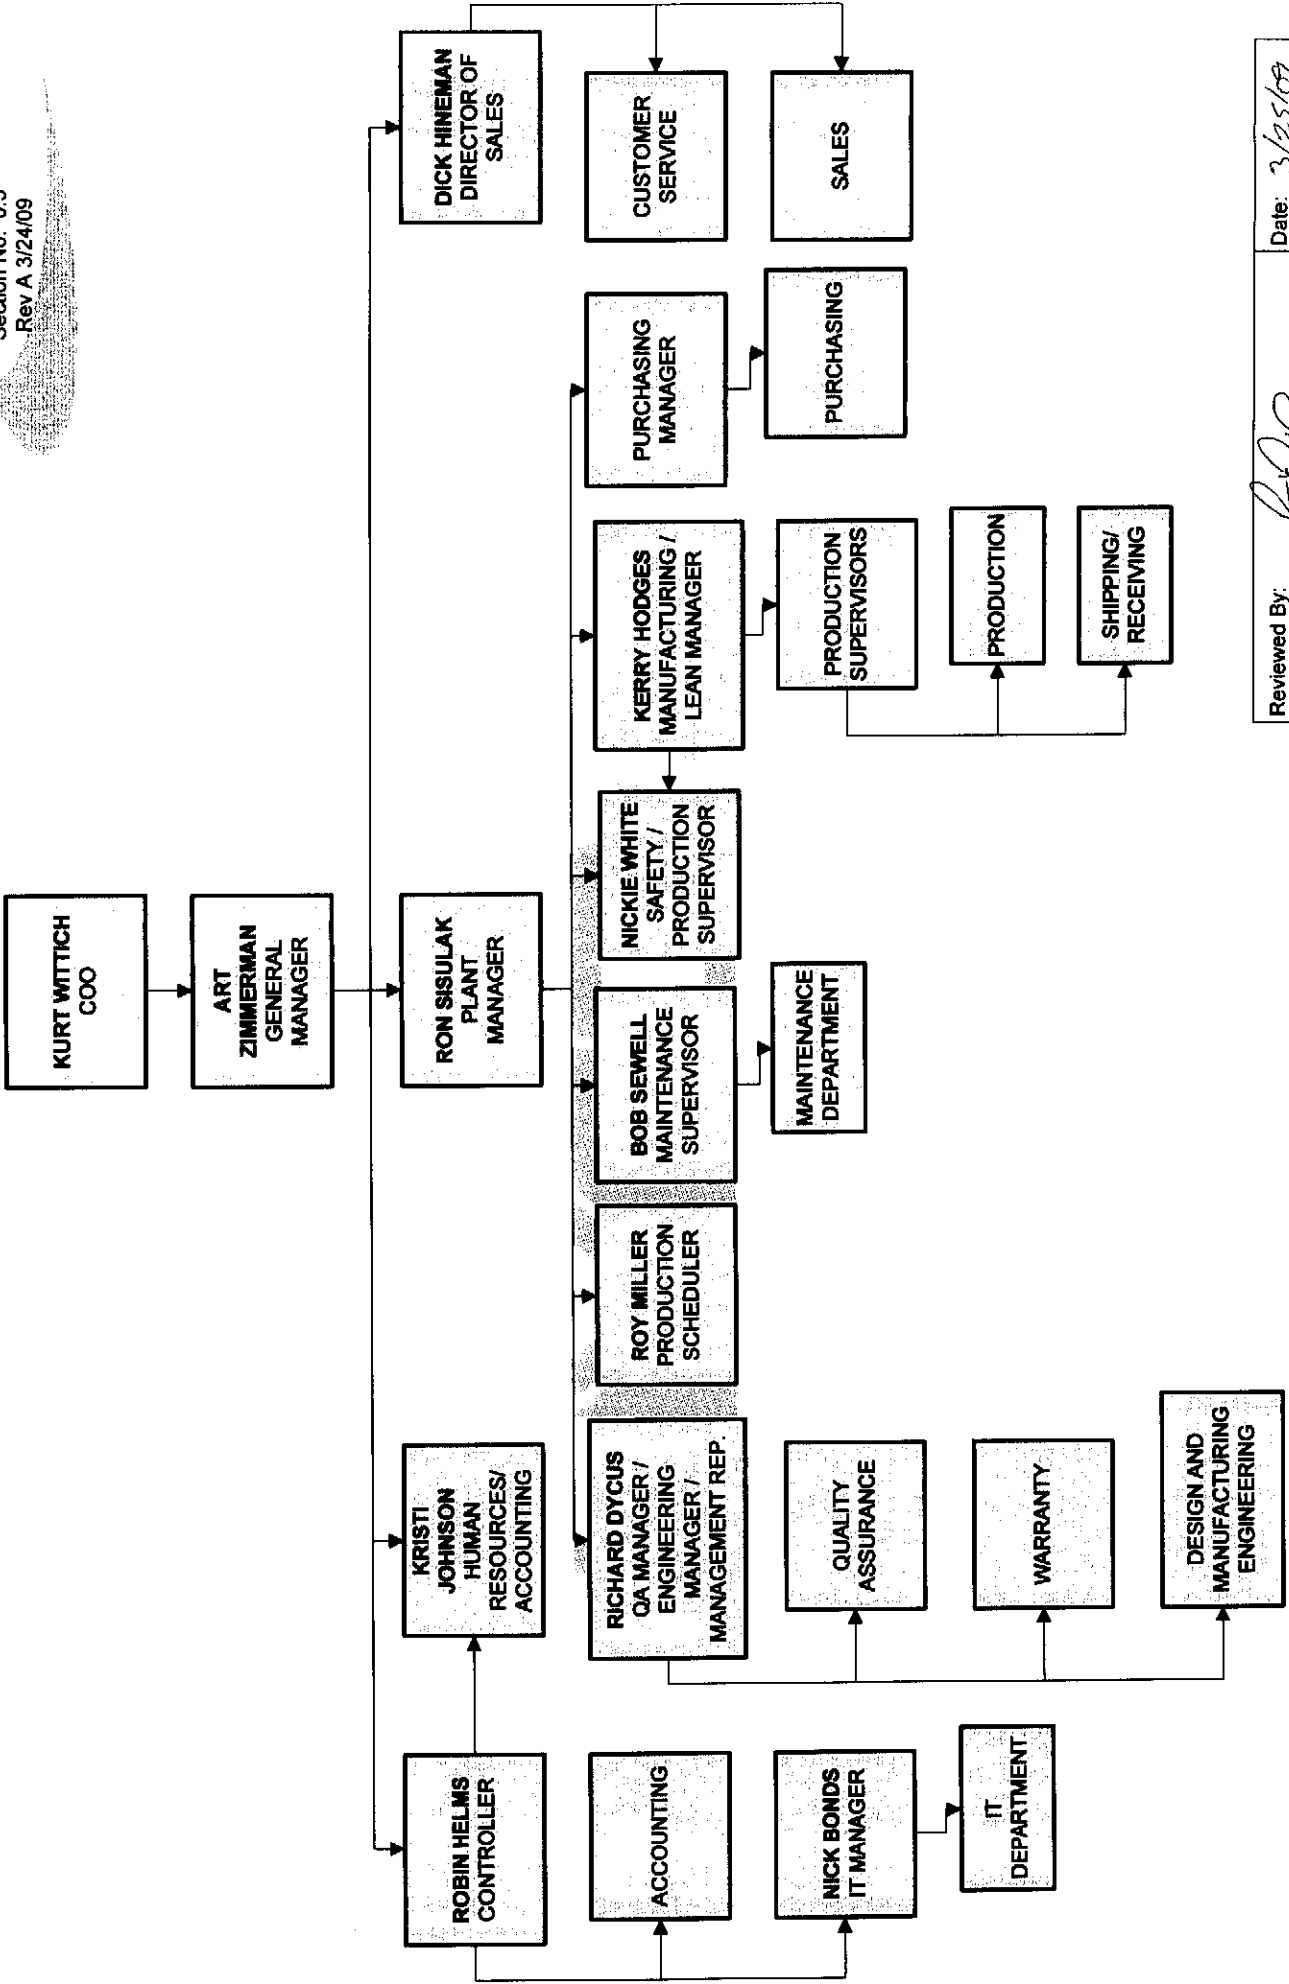 Rev A 3/24/09
KURT WITTICH
COO
ART
ZIMMERMAN
GENERAL
MANAGER
ROBIN HELMS
CONTROLLER
KRISTI
JOHNSON
HUMAN
RESOURCES/
ACCOUNTING
RON SISULAK
PLANT
MANAGER
DICK HINEMAN
DIRECTOR OF
SALES
ACCOUNTING
RICHARD DYCUS
QA MANAGER /
ENGINEERING
MANAGER /
MANAGEMENT REP.
ROY MILLER
PRODUCTION
SCHEDULER
BOB SEWELL
MAINTENANCE
SUPERVISOR
NICKIE WHITE
SAFETY /
PRODUCTION
SUPERVISOR
KERRY HODGES
MANUFACTURING /
LEAN MANAGER
PURCHASING
MANAGER
CUSTOMER
SERVICE
NICK BONDS
IT MANAGER
QUALITY
ASSURANCE
MAINTENANCE
DEPARTMENT
PRODUCTION
SUPERVISORS
PURCHASING
SALES
IT
DEPARTMENT
WARRANTY
PRODUCTION
DESIGN AND
MANUFACTURING
ENGINEERING
SHIPPING/
RECEIVING
Reviewed By:
Date: 3/25/09